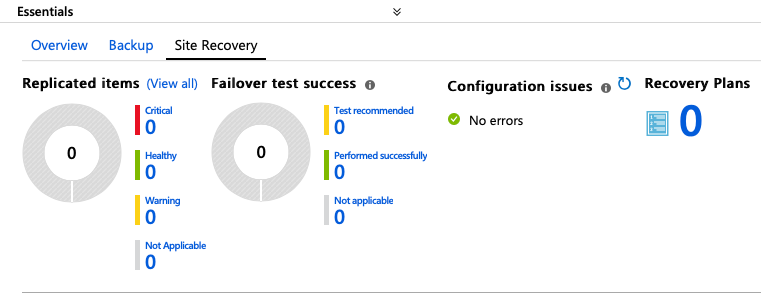 Essentials
Overview Backup Site Recovery
Replicated items (View all)
0
Critical
0
Healthy
0
Warning
0
Not Applicable
0
Failover test success
0
Test recommended
0
Performed successfully
0
Not applicable
0
Configuration issues
No errors
Recovery Plans
0